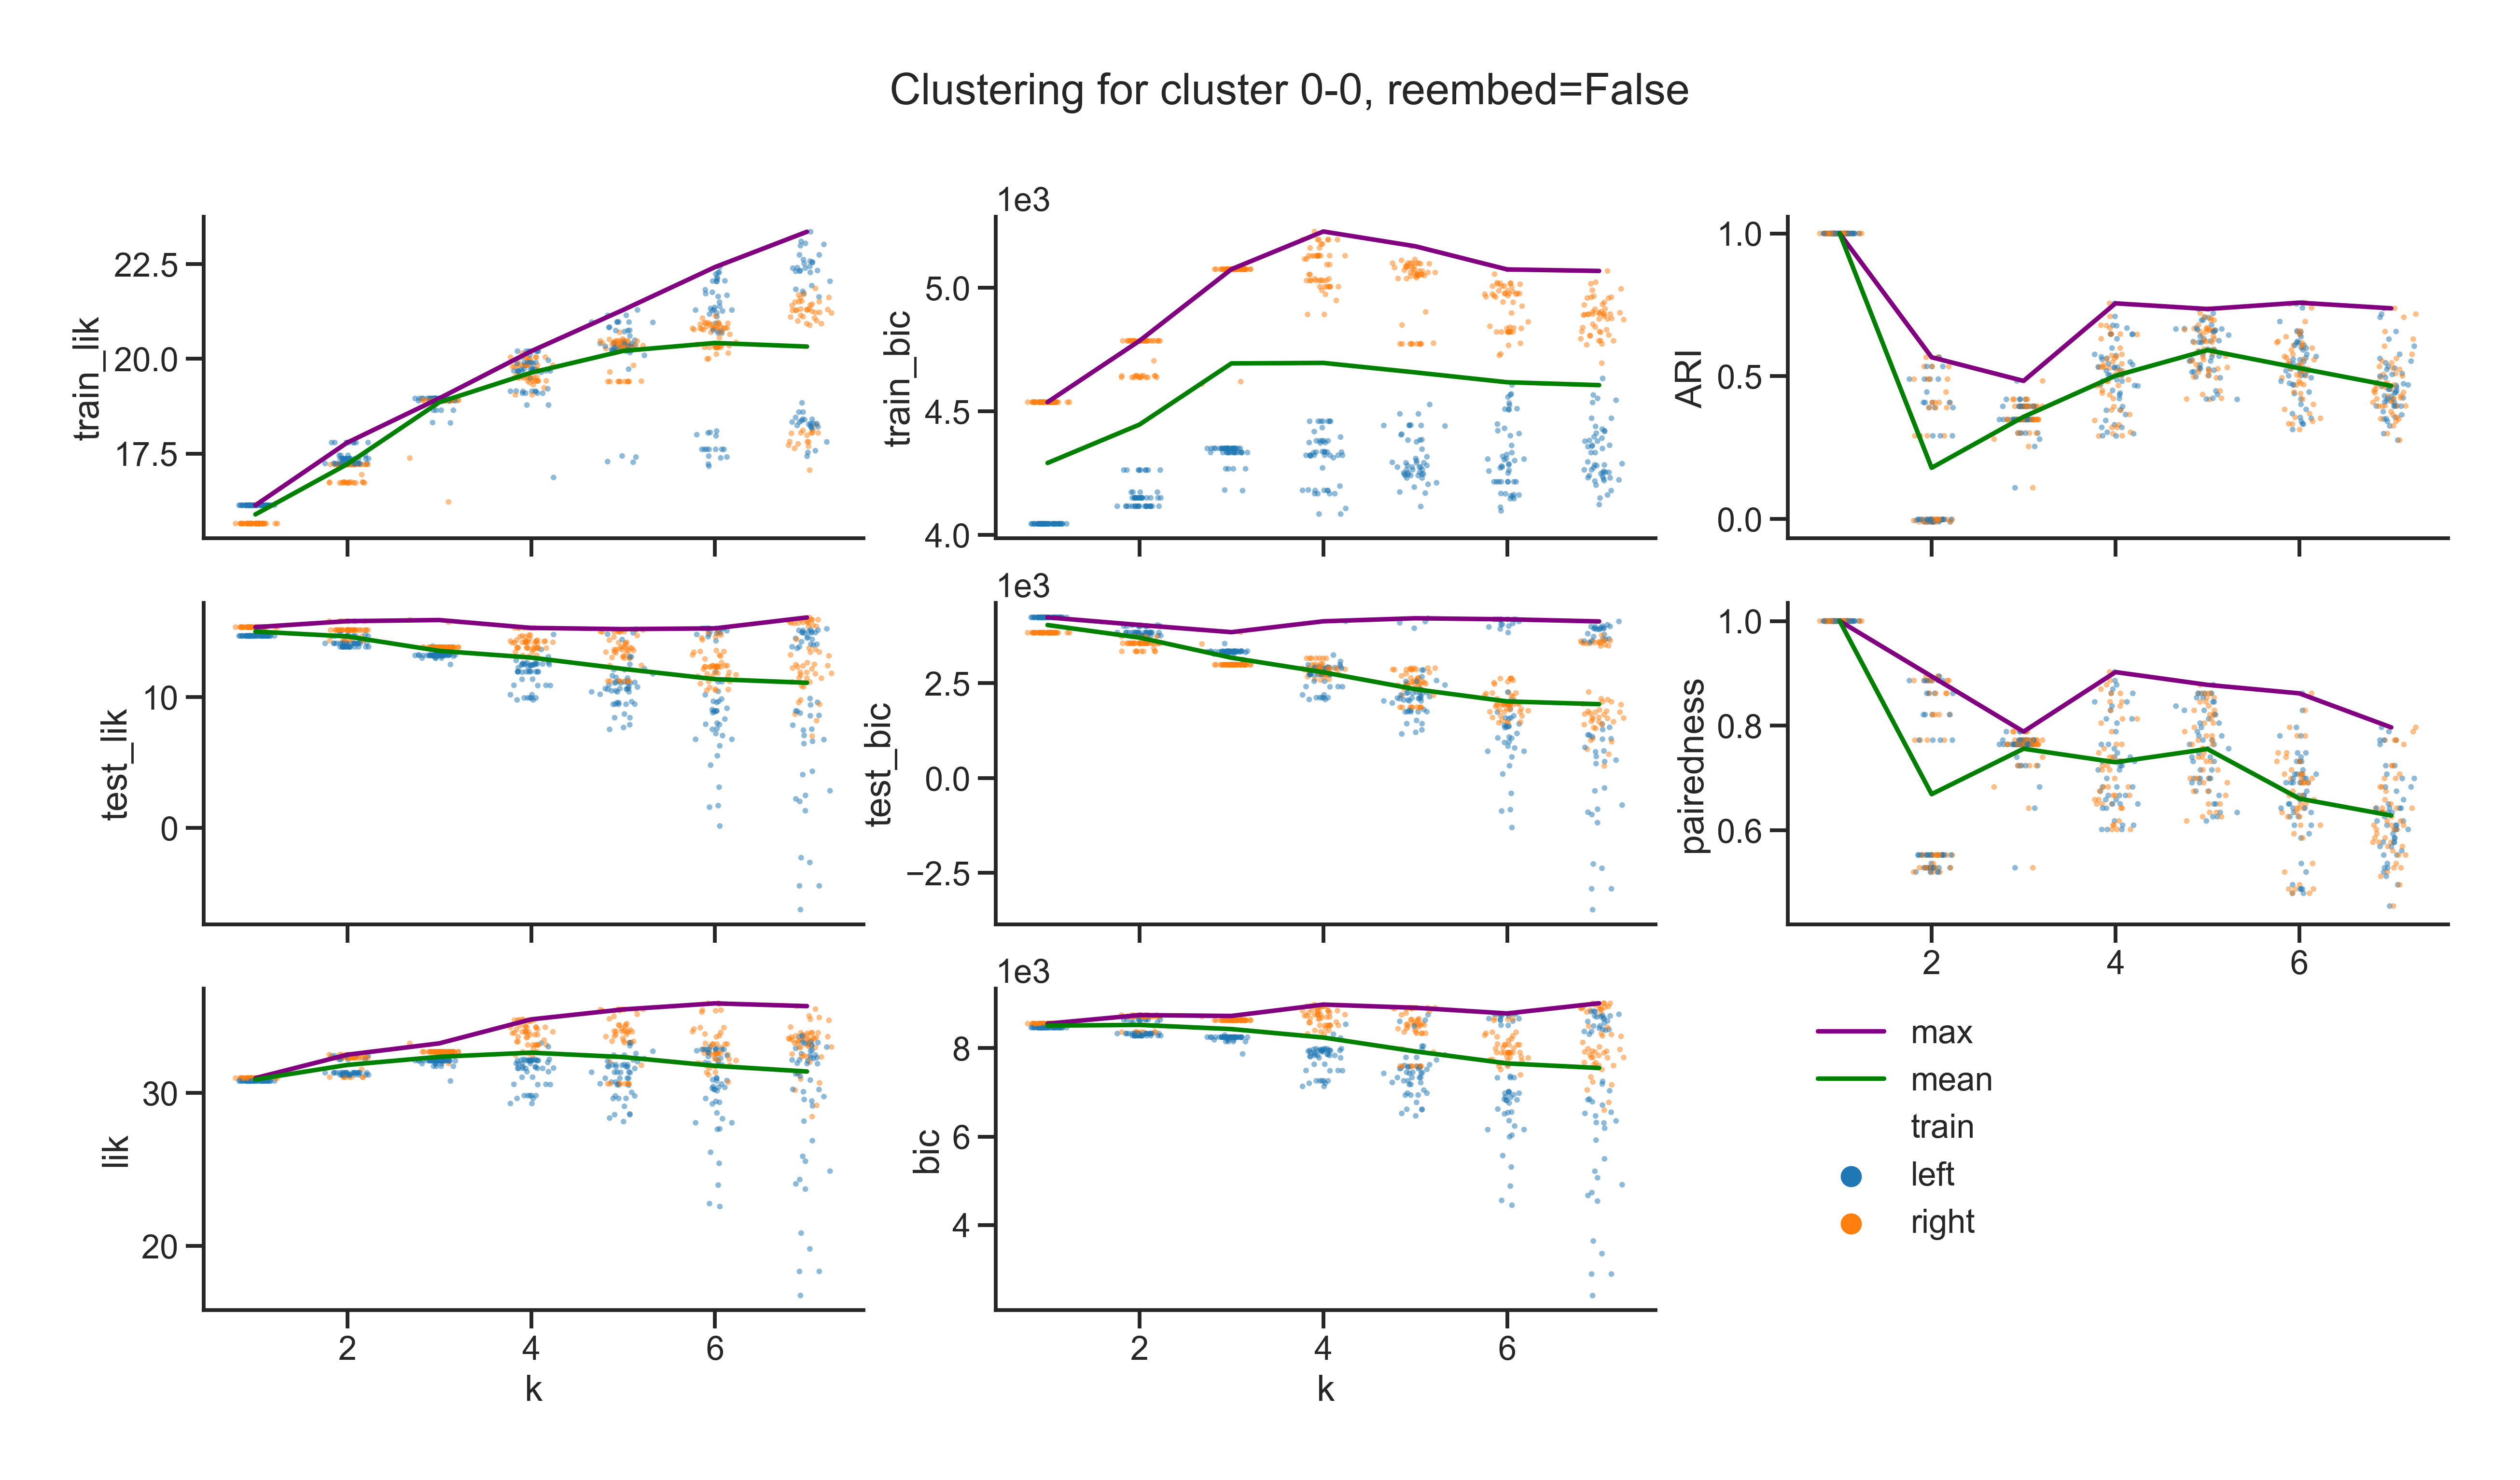 Clustering for cluster 0-0, reembed=False
train_lik
22.5
20.0
17.5
1e3
train_bic
5.0
4.5
4.0
ARI
1.0
0.5
0.0
test_lik
10
0
1e3
test_bic
2.5
0.0
−2.5
pairedness
1.0
0.8
0.6
2 4 6
lik
30
20
2 4 6
k
1e3
bic
8
6
4
2 4 6
k
max
mean
train
left
right